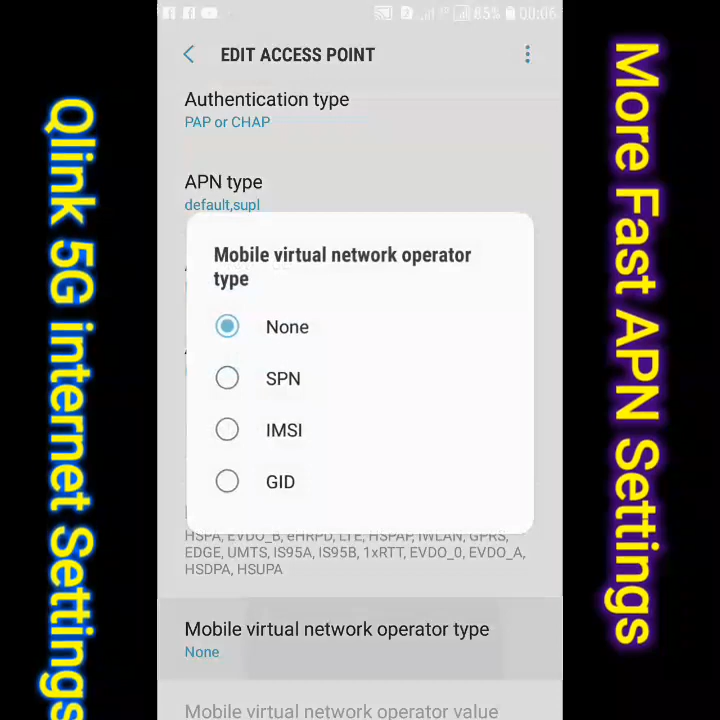 85% 00:06
EDIT ACCESS POINT
Authentication type
PAP or CHAP
APN type
default,supl
Mobile virtual network operator
type
None
SPN
IMSI
GID
HSPA, EVDO_B, eHRPD, LTE, HSPAP, IWLAN, GPRS,
EDGE, UMTS, IS95A, IS95B, 1xRTT, EVDO_0, EVDO_A,
HSDPA, HSUPA
Mobile virtual network operator type
None
Mobile virtual network operator value
Qlink 5G internet Settings
More Fast APN Settings